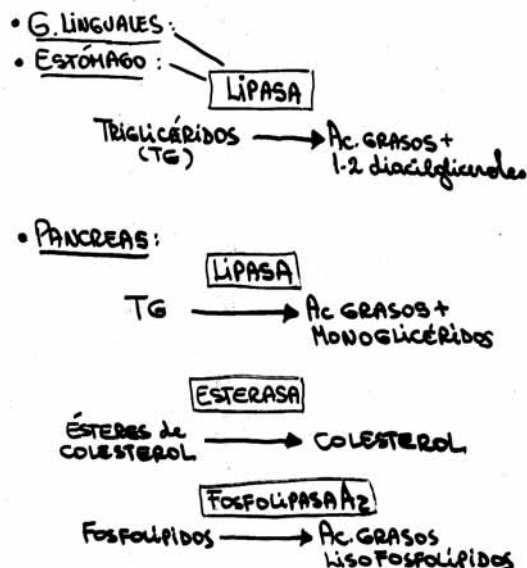 • G. LINGUALES:
• ESTÓMAGO:
LIPASA
TRIGLICÉRIDOS (TG) → Ac. GRASOS +
1-2 diacilgliceroles
• PANCREAS:
LIPASA
TG → Ac GRASOS +
MONOGLICÉRIDOS
ESTERASA
ÉSTERES de
COLESTEROL → COLESTEROL
FOSFOLIPASA A2
FOSFOLÍPIDOS → Ac. GRASOS
LISOFOSFOLÍPIDOS